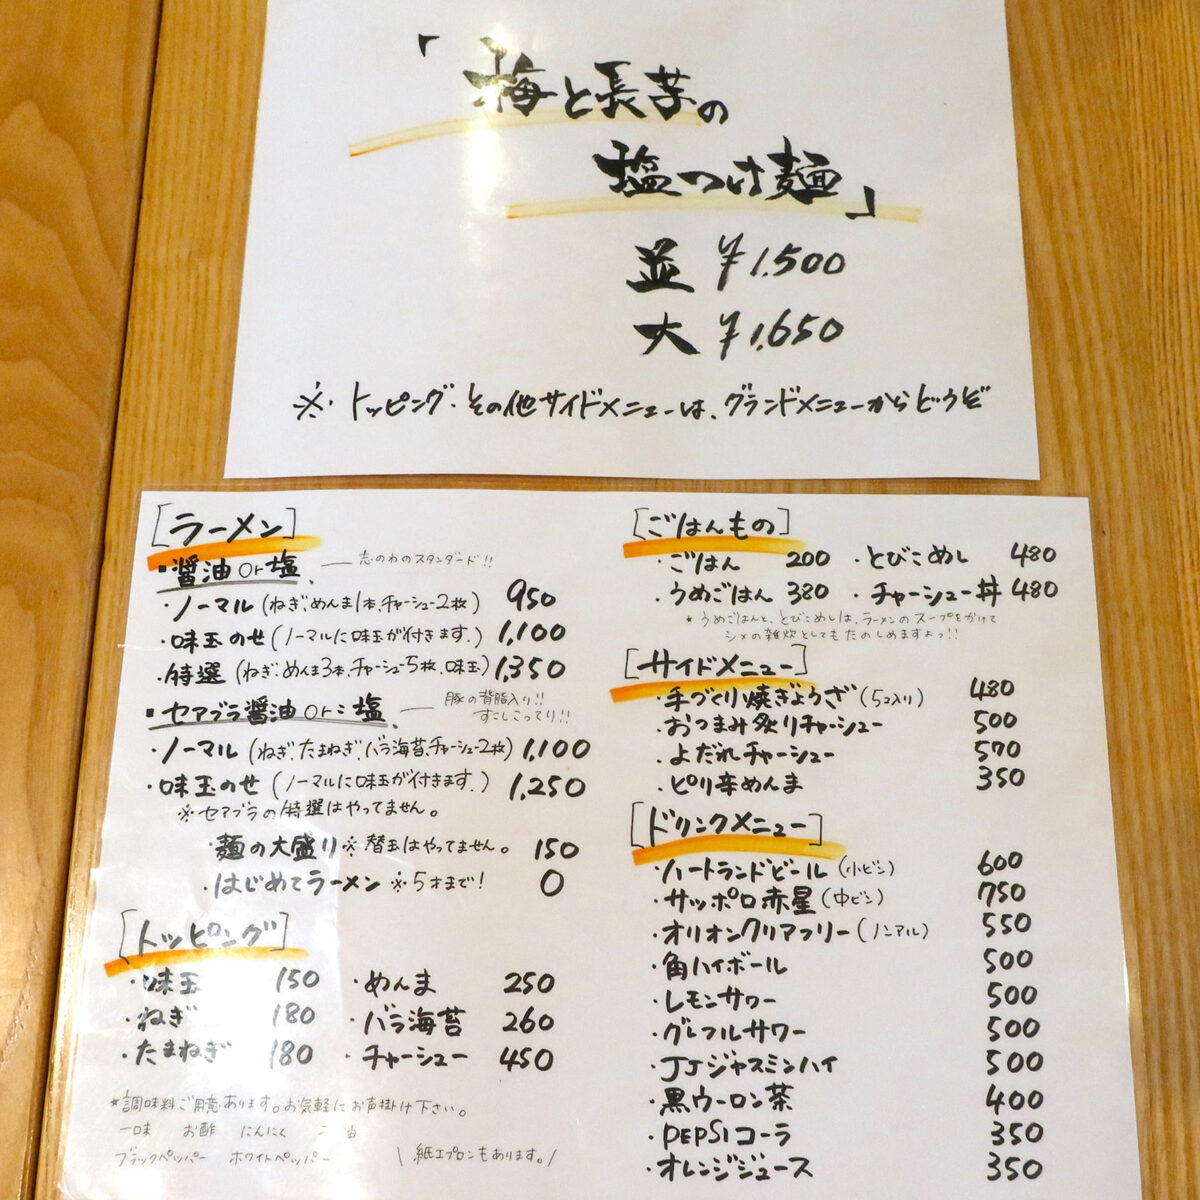 「梅と長芋の
塩つけ麺」
並 ¥1,500
大 ¥1,650
※・トッピング・その他サイドメニューは、グランドメニューからどうぞ
[ラーメン]
■醤油or塩、― 志のわのスタンダード!!
・ノーマル(ねぎ、めんま1本、チャーシュー2枚) 950
・味玉のせ(ノーマルに味玉が付きます。) 1,100
・特選(ねぎ、めんま3本、チャーシュー5枚、味玉) 1,350
■セアブラ醤油or塩、― 豚の背脂入り!!
すこしこってり!!
・ノーマル(ねぎ、たまねぎ、バラ海苔、チャーシュー2枚) 1,100
・味玉のせ(ノーマルに味玉が付きます。) 1,250
※セアブラの特選はやってません。
・麺の大盛り※替玉はやってません。 150
・はじめてラーメン※5才まで! 0
[トッピング]
・味玉 150 ・めんま 250
・ねぎ 180 ・バラ海苔 260
・たまねぎ 180 ・チャーシュー 450
★調味料ご用意あります。お気軽にお声掛け下さい。
一味 お酢 にんにく 油
ブラックペッパー ホワイトペッパー \紙エプロンもあります。/
[ごはんもの]
・ごはん 200 ・とびこめし 480
・うめごはん 380 ・チャーシュー丼 480
★うめごはんと、とびこめしは、ラーメンのスープをかけて
シメの雑炊としてもたのしめますよっ!!
[サイドメニュー]
・手づくり焼ぎょうざ(5コ入り) 480
・おつまみ炙りチャーシュー 500
・よだれチャーシュー 570
・ピリ辛めんま 350
[ドリンクメニュー]
・ハートランドビール(小ビン) 600
・サッポロ赤星(中ビン) 750
・オリオンクリアフリー(ノンアル) 550
・角ハイボール 500
・レモンサワー 500
・グレフルサワー 500
・JJジャスミンハイ 500
・黒ウーロン茶 400
・PEPSIコーラ 350
・オレンジジュース 350